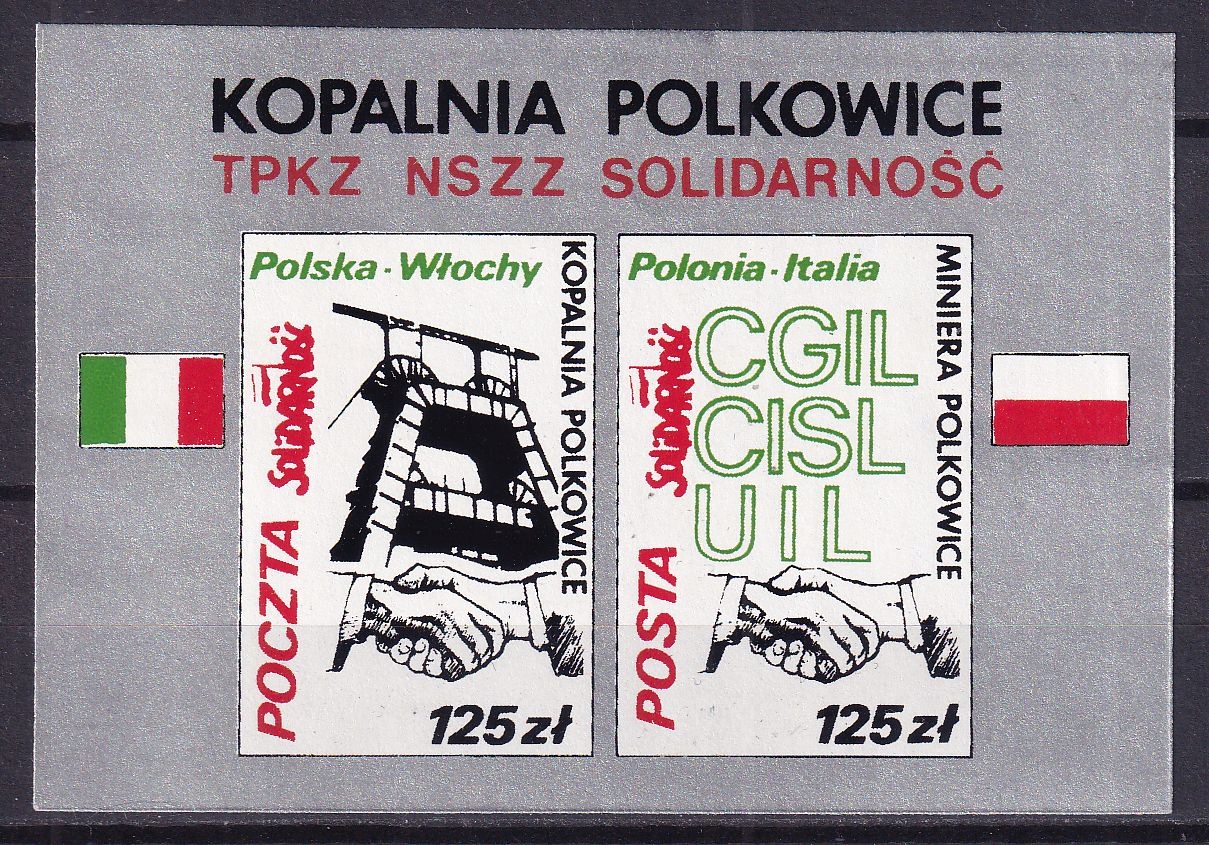 KOPALNIA POLKOWICE
TPKZ NSZZ SOLIDARNOŚĆ
Polska - Włochy
KOPALNIA POLKOWICE
SOLIDARNOŚĆ
POCZTA
125 zł
Polonia - Italia
MINIERA POLKOWICE
SOLIDARNOŚĆ
CGIL
CISL
UIL
POSTA
125 zł